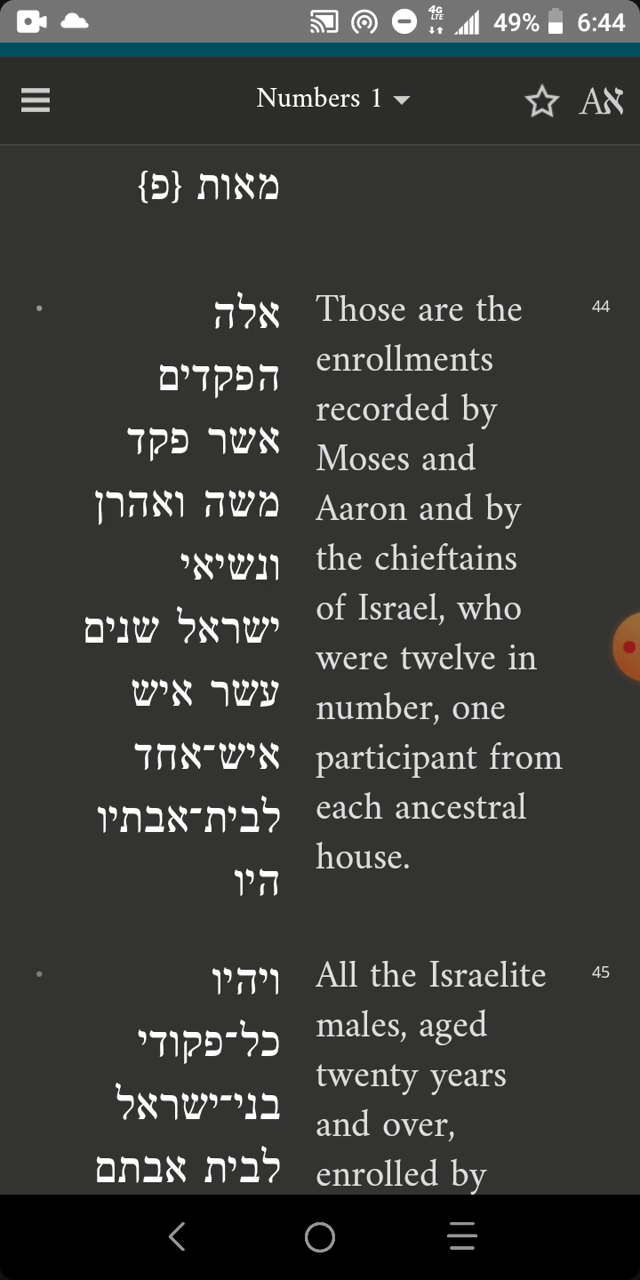 4G
LTE
49%
6:44
Numbers 1
Aא
מאות {פ}
אלה
הפקדים
אשר פקד
משה ואהרן
ונשיאי
ישראל שנים
עשר איש
איש־אחד
לבית־אבתיו
היו
Those are the
enrollments
recorded by
Moses and
Aaron and by
the chieftains
of Israel, who
were twelve in
number, one
participant from
each ancestral
house.
44
ויהיו
כל־פקודי
בני־ישראל
לבית אבתם
All the Israelite
males, aged
twenty years
and over,
enrolled by
45